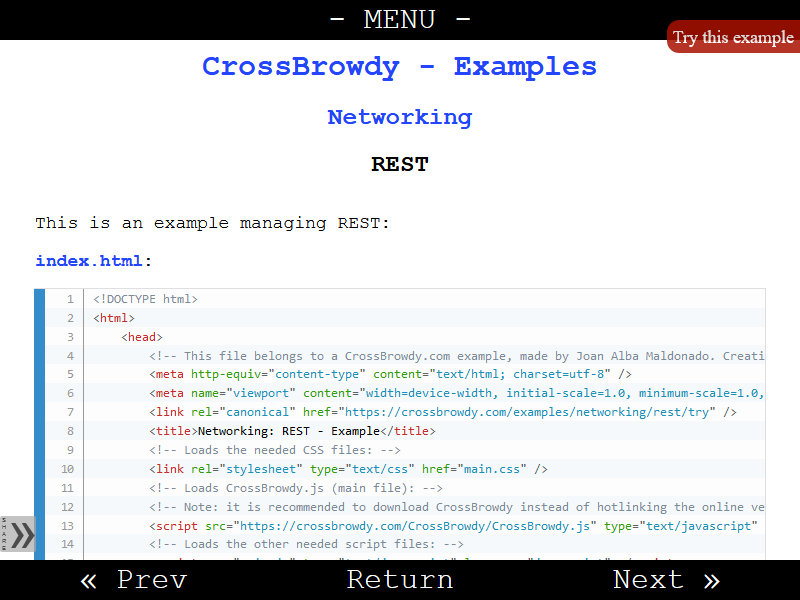 - MENU -
Try this example
CrossBrowdy - Examples
Networking
REST
This is an example managing REST:
index.html:
1 <!DOCTYPE html>
2 <html>
3 <head>
4 <!-- This file belongs to a CrossBrowdy.com example, made by Joan Alba Maldonado. Creati
5 <meta http-equiv="content-type" content="text/html; charset=utf-8" />
6 <meta name="viewport" content="width=device-width, initial-scale=1.0, minimum-scale=1.0,
7 <link rel="canonical" href="https://crossbrowdy.com/examples/networking/rest/try" />
8 <title>Networking: REST - Example</title>
9 <!-- Loads the needed CSS files: -->
10 <link rel="stylesheet" type="text/css" href="main.css" />
11 <!-- Loads CrossBrowdy.js (main file): -->
12 <!-- Note: it is recommended to download CrossBrowdy instead of hotlinking the online ve
13 <script src="https://crossbrowdy.com/CrossBrowdy/CrossBrowdy.js" type="text/javascript"
14 <!-- Loads the other needed script files: -->
SHARE »
« Prev
Return
Next »